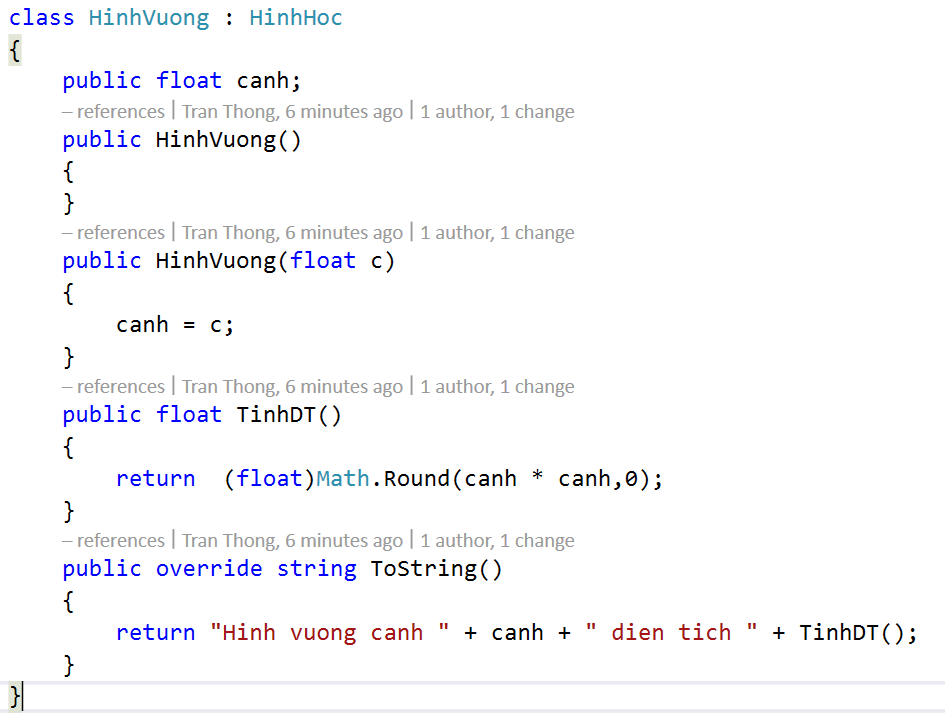 class HinhVuong : HinhHoc
{
    public float canh;
    – references | Tran Thong, 6 minutes ago | 1 author, 1 change
    public HinhVuong()
    {
    }
    – references | Tran Thong, 6 minutes ago | 1 author, 1 change
    public HinhVuong(float c)
    {
        canh = c;
    }
    – references | Tran Thong, 6 minutes ago | 1 author, 1 change
    public float TinhDT()
    {
        return  (float)Math.Round(canh * canh,0);
    }
    – references | Tran Thong, 6 minutes ago | 1 author, 1 change
    public override string ToString()
    {
        return "Hinh vuong canh " + canh + " dien tich " + TinhDT();
    }
}